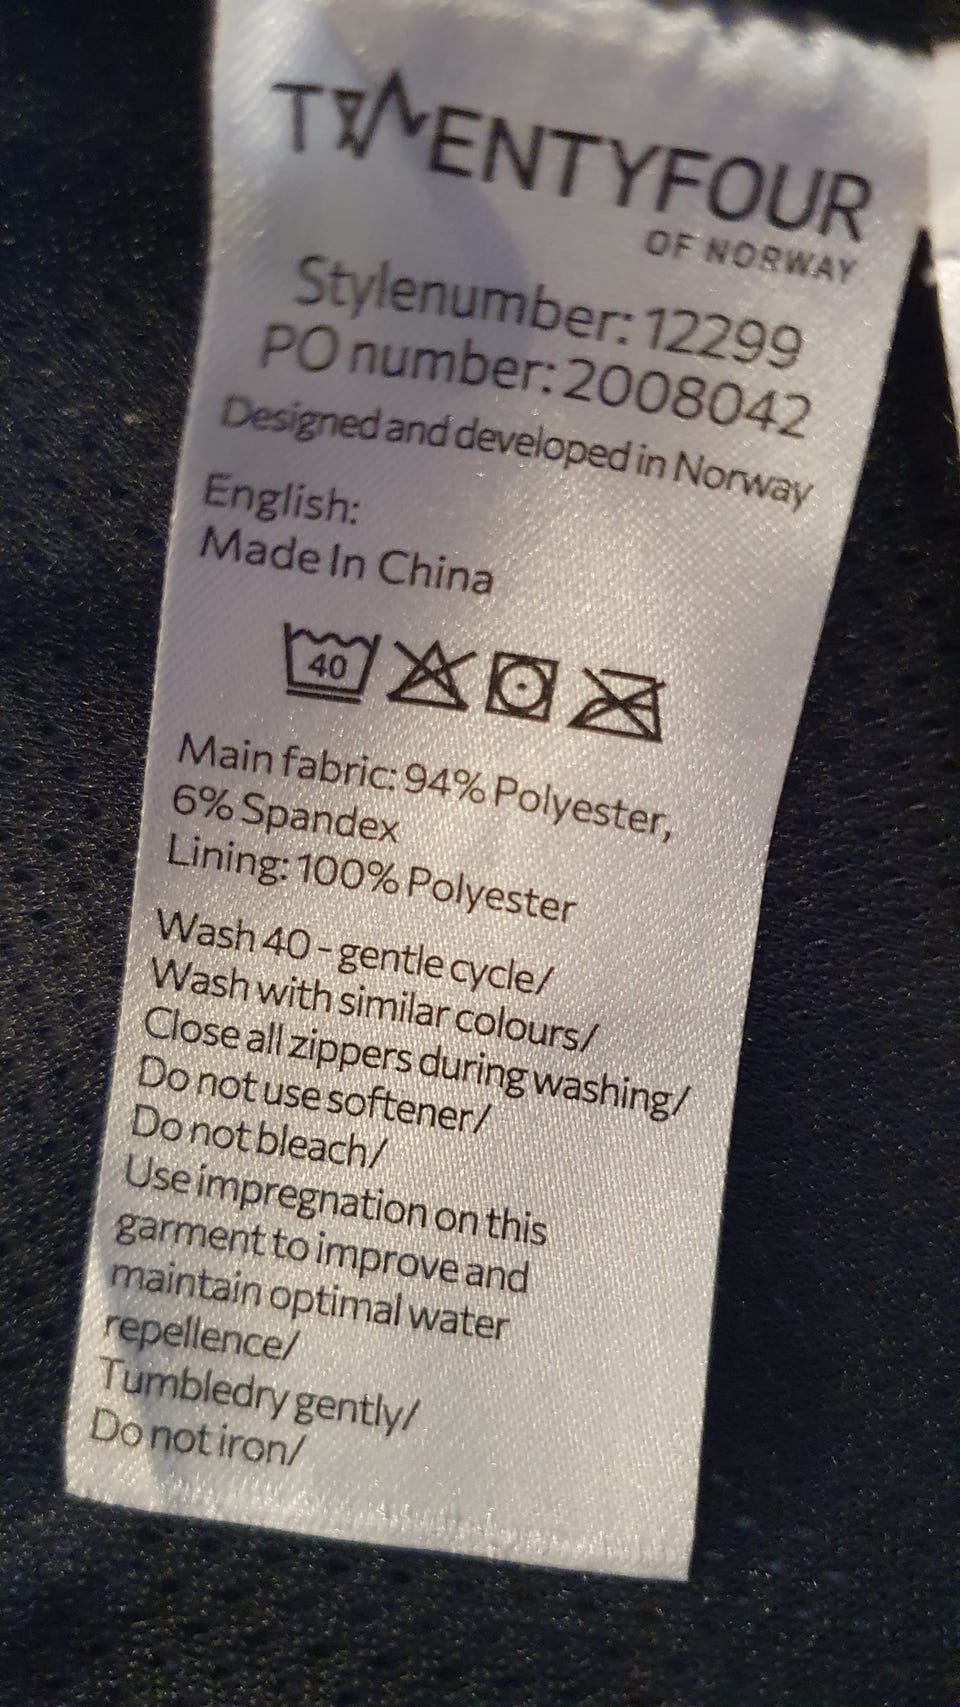 TWENTYFOUR
OF NORWAY
Stylenumber: 12299
PO number: 2008042
Designed and developed in Norway
English:
Made In China
40
Main fabric: 94% Polyester,
6% Spandex
Lining: 100% Polyester
Wash 40 - gentle cycle/
Wash with similar colours/
Close all zippers during washing/
Do not use softener/
Do not bleach/
Use impregnation on this
garment to improve and
maintain optimal water
repellence/
Tumbledry gently/
Do not iron/